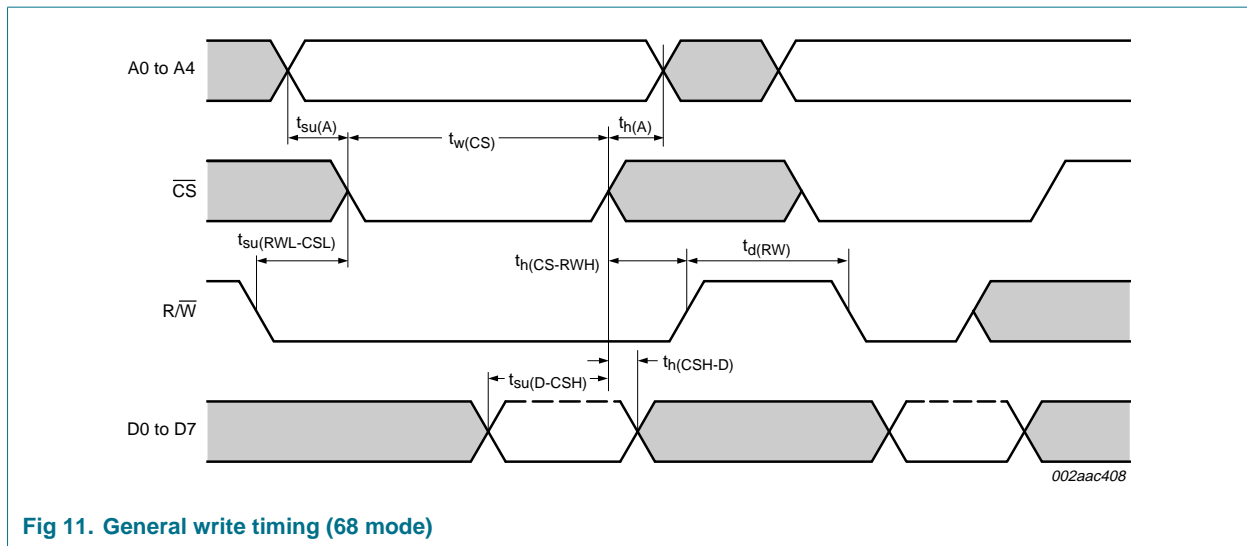 A0 to A4
tsu(A)
tw(CS)
th(A)
CS
tsu(RWL-CSL)
th(CS-RWH)
td(RW)
R/W
tsu(D-CSH)
th(CSH-D)
D0 to D7
002aac408
Fig 11. General write timing (68 mode)